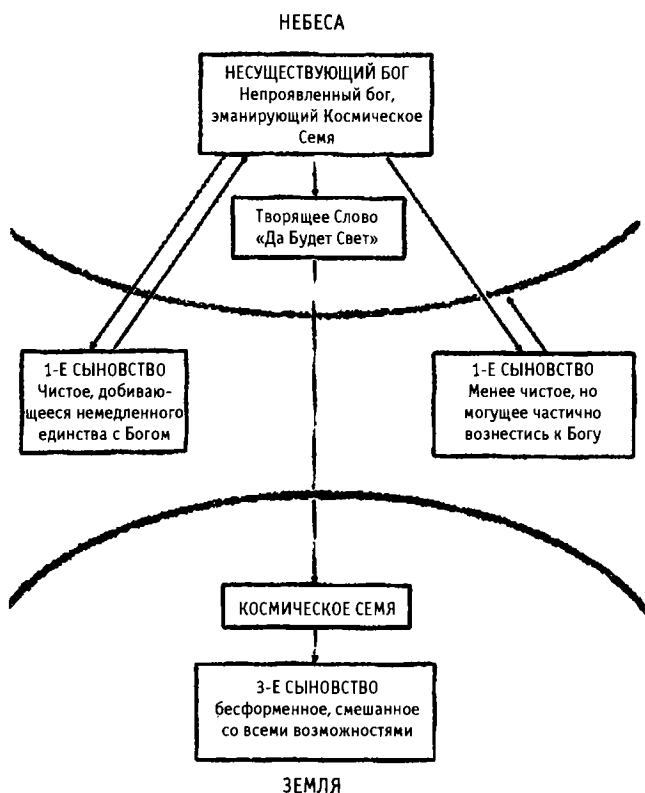 НЕБЕСА
НЕСУЩЕСТВУЮЩИЙ БОГ
Непроявленный бог,
эманирующий Космическое
Семя
Творящее Слово
«Да Будет Свет»
1-Е СЫНОВСТВО
Чистое, добиваю-
щееся немедленного
единства с Богом
1-Е СЫНОВСТВО
Менее чистое, но
могущее частично
вознестись к Богу
КОСМИЧЕСКОЕ СЕМЯ
3-Е СЫНОВСТВО
бесформенное, смешанное
со всеми возможностями
ЗЕМЛЯ